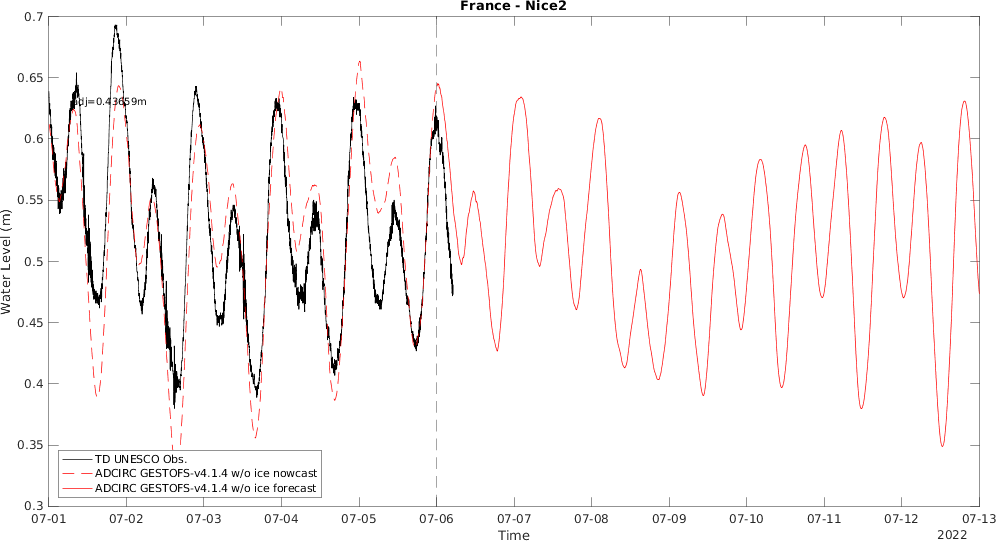 France - Nice2
0.7
0.65
0.6
0.55
0.5
0.45
0.4
0.35
0.3
Water Level (m)
adj=0.43659m
TD UNESCO Obs.
ADCIRC GESTOFS-v4.1.4 w/o ice nowcast
ADCIRC GESTOFS-v4.1.4 w/o ice forecast
07-01 07-02 07-03 07-04 07-05 07-06 07-07 07-08 07-09 07-10 07-11 07-12 07-13
Time
2022